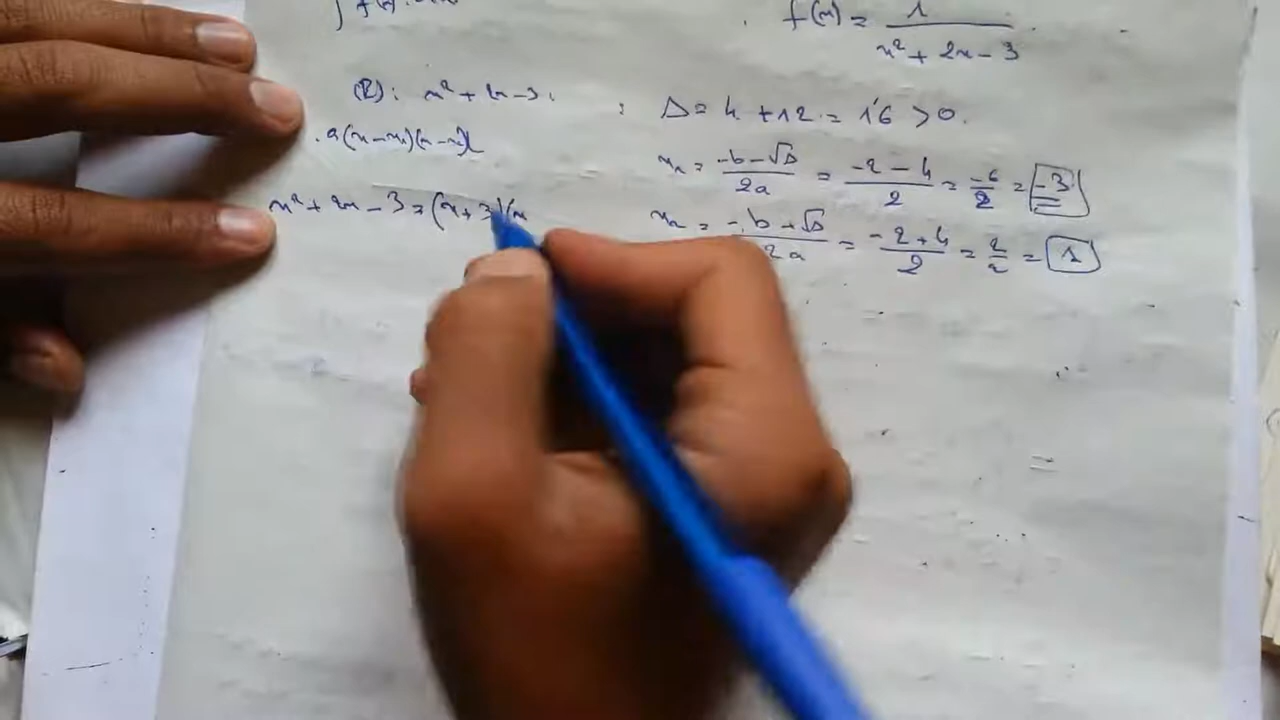 f(x) = 1 / (x² + 2x - 3)
(R): x² + 2x - 3 : Δ = 4 + 12 = 16 > 0.
a(x - x₁)(x - x₂)
x₁ = (-b - √Δ) / 2a = (-2 - 4) / 2 = -6 / 2 = -3
x² + 2x - 3 = (x + 3)(x
x₂ = (-b + √Δ) / 2a = (-2 + 4) / 2 = 2 / 2 = 1